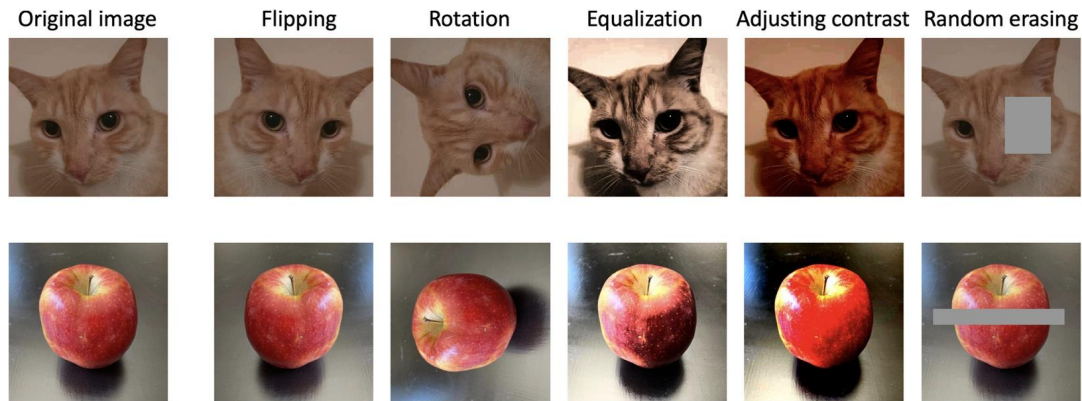 Original image
Flipping
Rotation
Equalization
Adjusting contrast
Random erasing